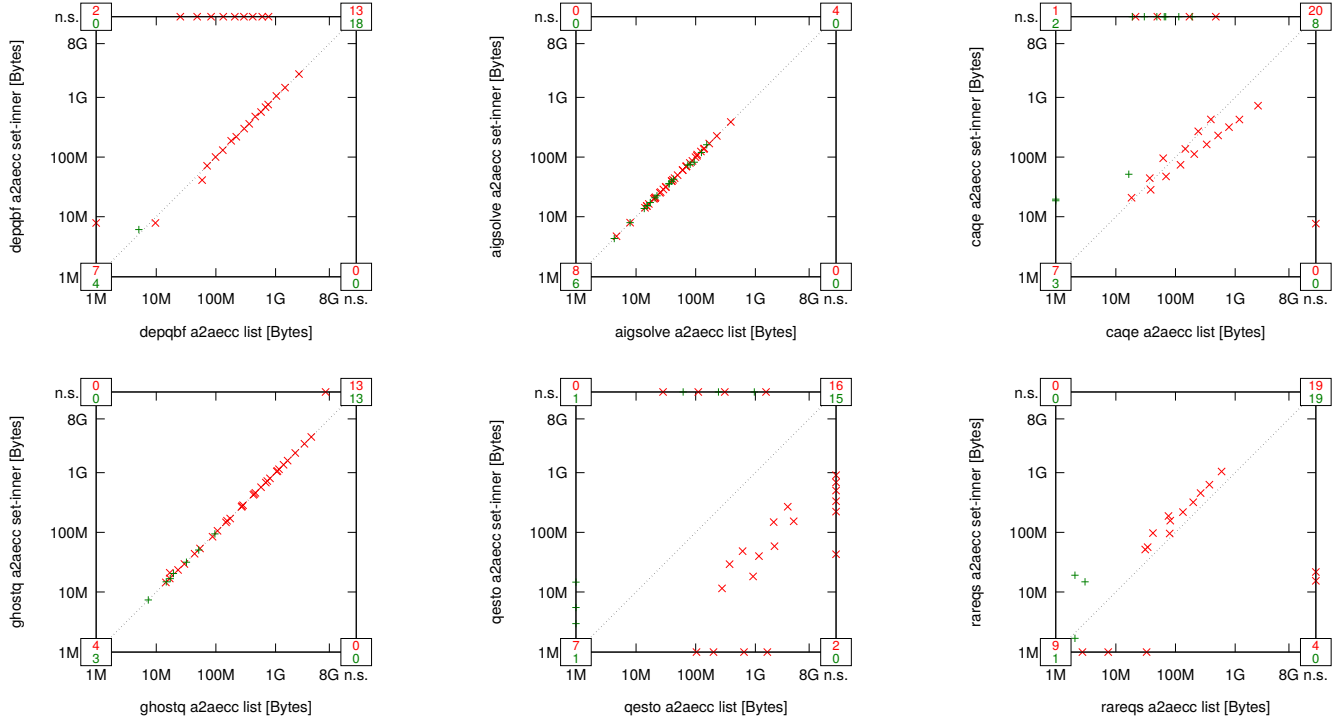 n.s. 2 0 13 18
8G
1G
100M
10M
1M 7 4 0 0
1M 10M 100M 1G 8G n.s.
depqbf a2aecc set-inner [Bytes]
depqbf a2aecc list [Bytes]
n.s. 0 0 4 0
8G
1G
100M
10M
1M 8 6 0 0
1M 10M 100M 1G 8G n.s.
aigsolve a2aecc set-inner [Bytes]
aigsolve a2aecc list [Bytes]
n.s. 1 2 20 8
8G
1G
100M
10M
1M 7 3 0 0
1M 10M 100M 1G 8G n.s.
caqe a2aecc set-inner [Bytes]
caqe a2aecc list [Bytes]
n.s. 0 0 13 13
8G
1G
100M
10M
1M 4 3 0 0
1M 10M 100M 1G 8G n.s.
ghostq a2aecc set-inner [Bytes]
ghostq a2aecc list [Bytes]
n.s. 0 1 16 15
8G
1G
100M
10M
1M 7 1 2 0
1M 10M 100M 1G 8G n.s.
qesto a2aecc set-inner [Bytes]
qesto a2aecc list [Bytes]
n.s. 0 0 19 19
8G
1G
100M
10M
1M 9 1 4 0
1M 10M 100M 1G 8G n.s.
rareqs a2aecc set-inner [Bytes]
rareqs a2aecc list [Bytes]